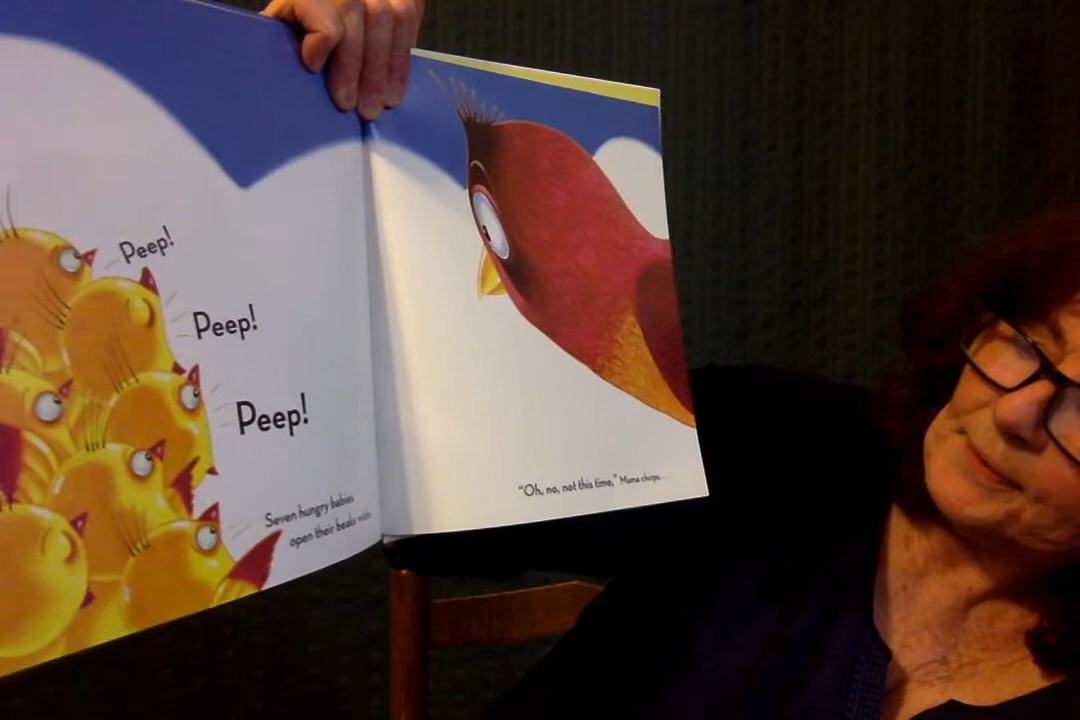 Peep!
Peep!
Peep!
Seven hungry babies
open their beaks wide.
"Oh, no, not this time," Mama chirps.